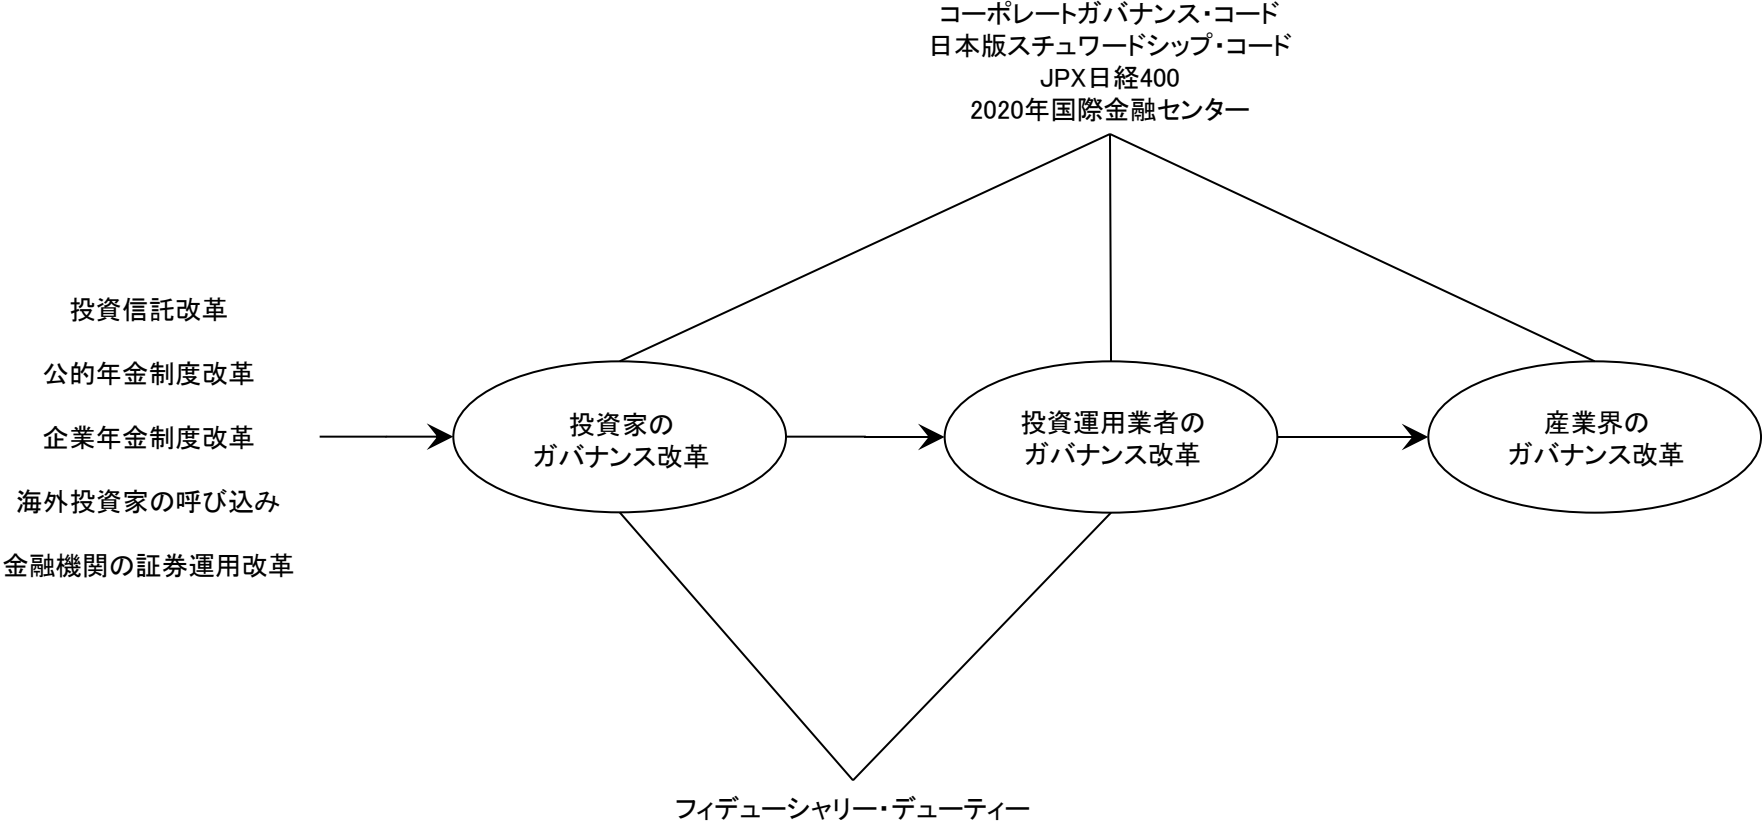 コーポレートガバナンス・コード
日本版スチュワードシップ・コード
JPX日経400
2020年国際金融センター
投資信託改革
公的年金制度改革
企業年金制度改革
海外投資家の呼び込み
金融機関の証券運用改革
投資家の
ガバナンス改革
投資運用業者の
ガバナンス改革
産業界の
ガバナンス改革
フィデューシャリー・デューティー